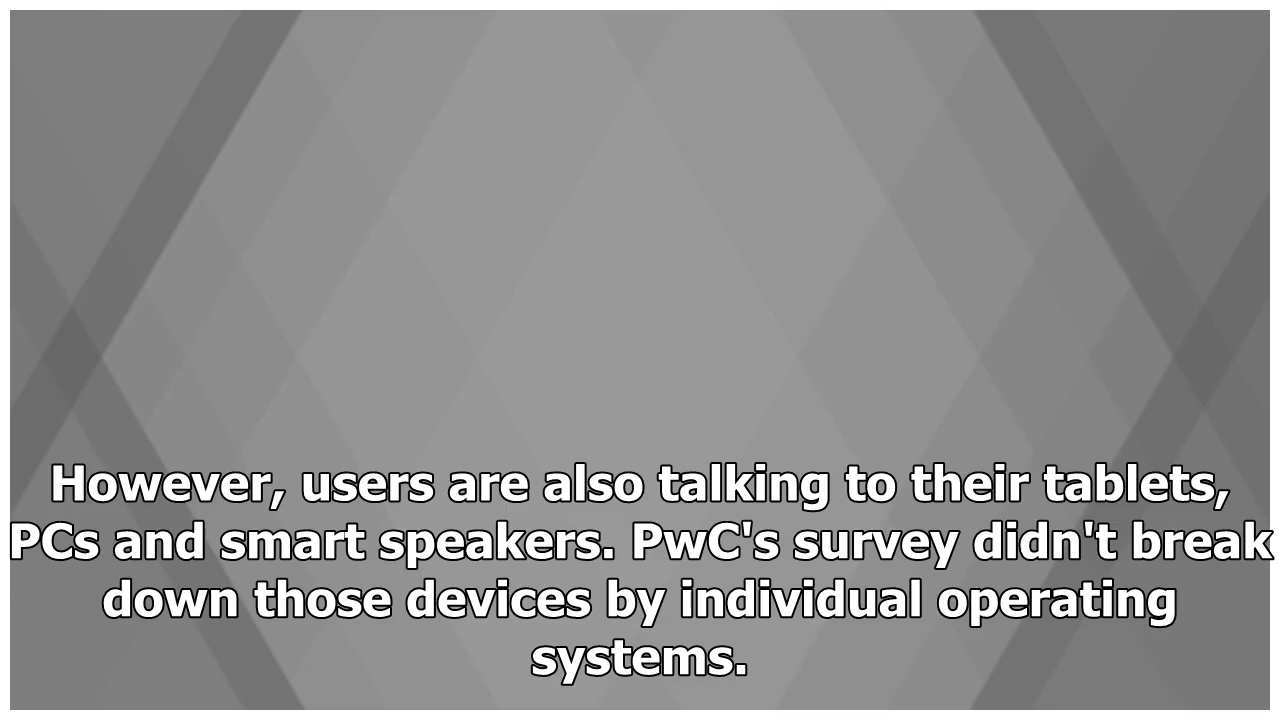 However, users are also talking to their tablets,
PCs and smart speakers. PwC's survey didn't break
down those devices by individual operating
systems.